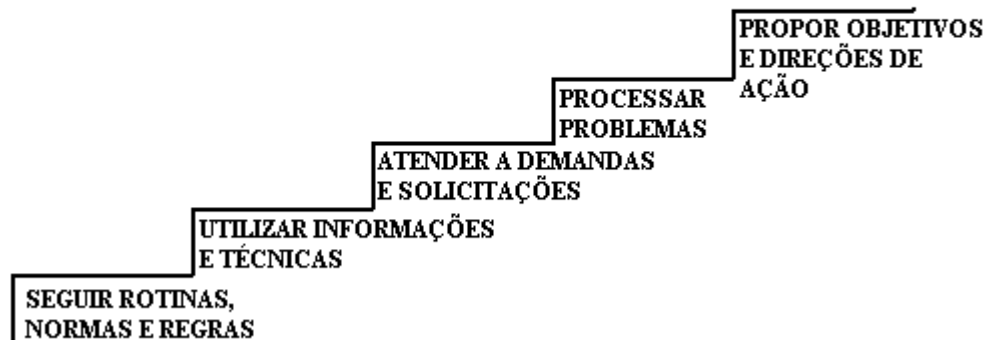 PROPOR OBJETIVOS
E DIREÇÕES DE
AÇÃO
PROCESSAR
PROBLEMAS
ATENDER A DEMANDAS
E SOLICITAÇÕES
UTILIZAR INFORMAÇÕES
E TÉCNICAS
SEGUIR ROTINAS,
NORMAS E REGRAS